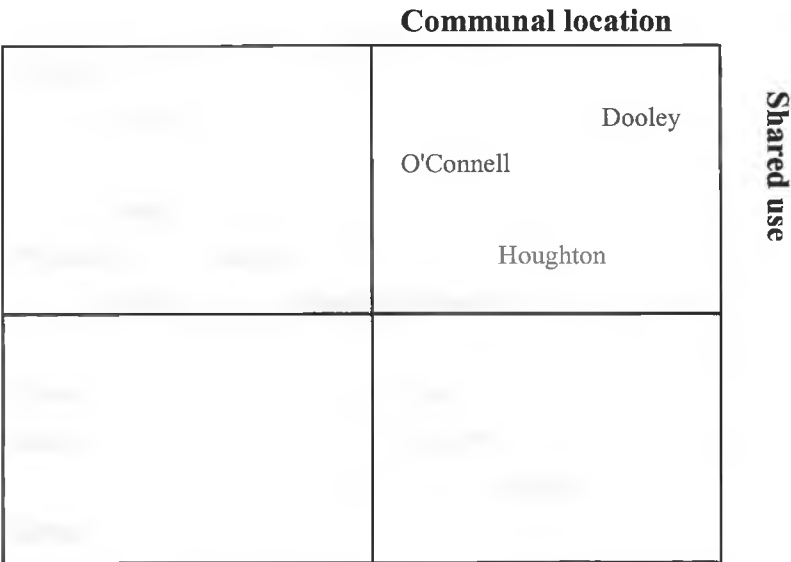 Communal location
Dooley
O'Connell
Houghton
Shared use